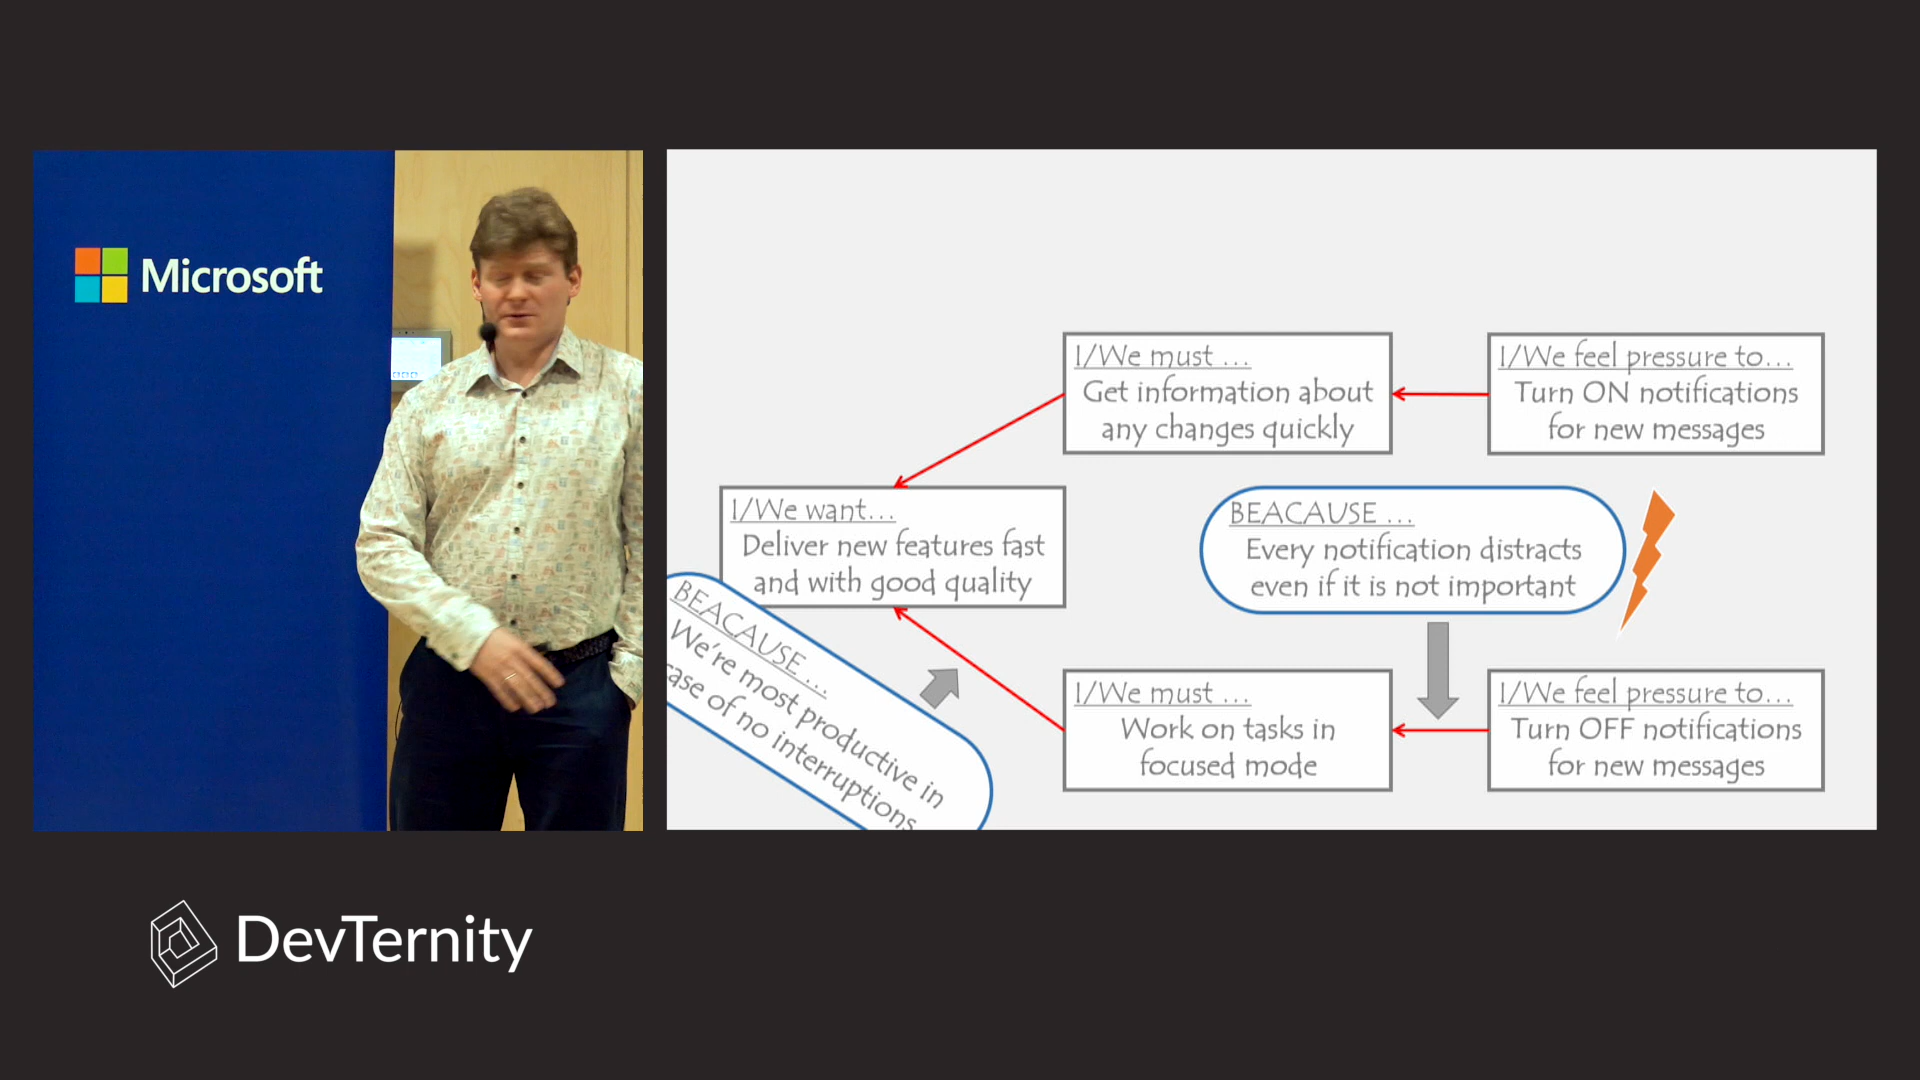 Microsoft
I/We must ...
Get information about
any changes quickly
I/We feel pressure to...
Turn ON notifications
for new messages
I/We want...
Deliver new features fast
and with good quality
BEACAUSE ...
Every notification distracts
even if it is not important
BEACAUSE ...
We're most productive in
case of no interruptions
I/We must ...
Work on tasks in
focused mode
I/We feel pressure to...
Turn OFF notifications
for new messages
DevTernity